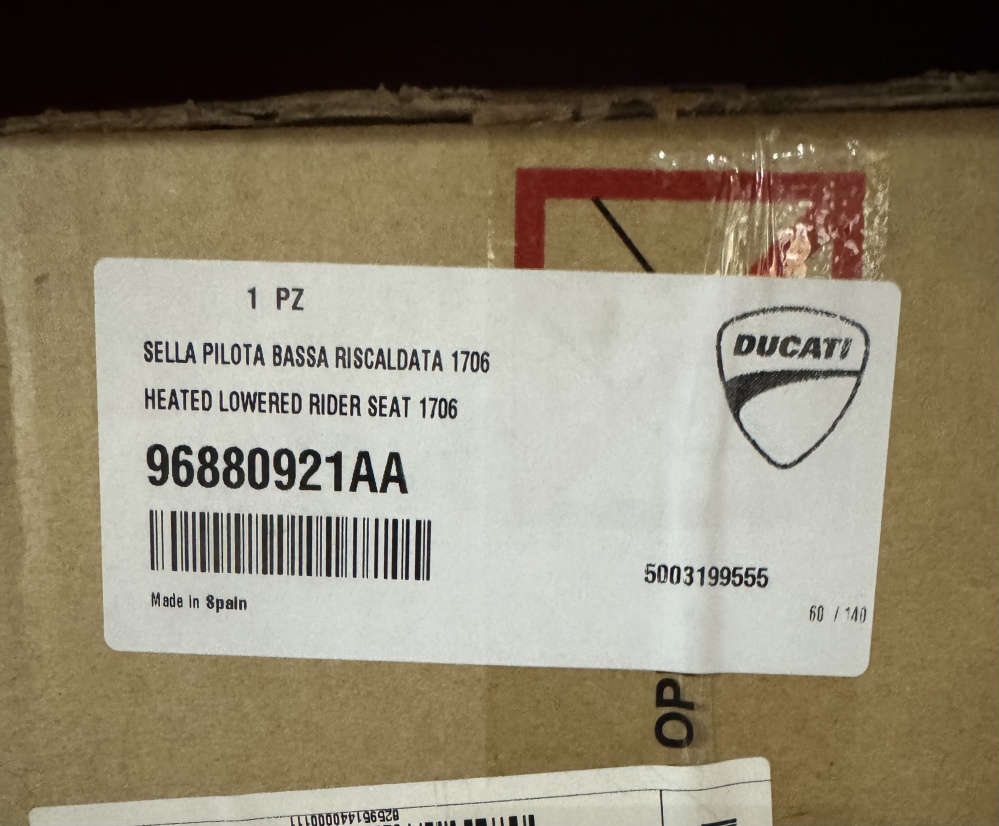 1 PZ
SELLA PILOTA BASSA RISCALDATA 1706
HEATED LOWERED RIDER SEAT 1706
96880921AA
DUCATI
Made in Spain
5003199555
60 / 140
OP